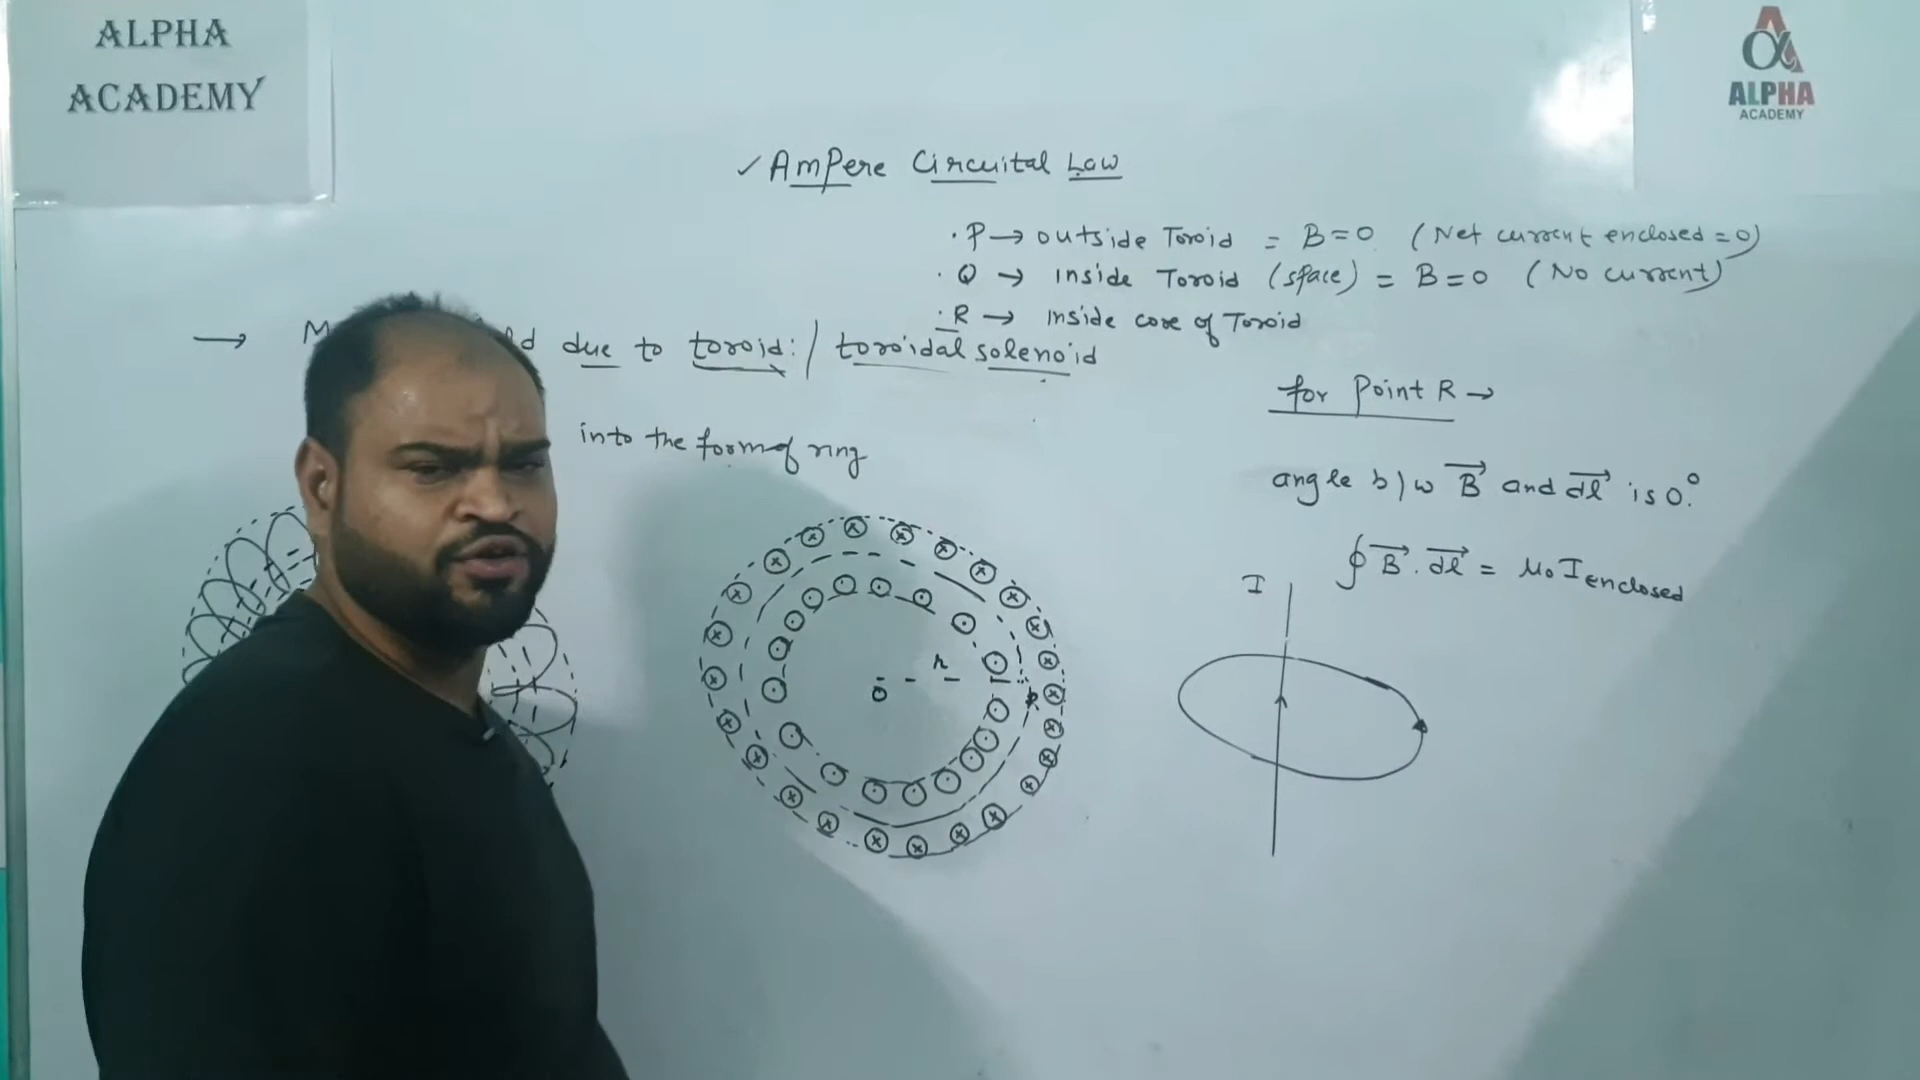 ALPHA
ACADEMY
ALPHA
ACADEMY
✓ Ampere Circuital Law
. P → outside Toroid = B=0 (Net current enclosed = 0)
. Q → inside Toroid (space) = B=0 (No current)
. R → inside core of Toroid
→ due to toroid: / toroidal solenoid
into the form of ring
for Point R →
angle b/w B⃗ and dl⃗ is 0°.
∮ B⃗ . dl⃗ = μ₀ I enclosed
I
r
O
R